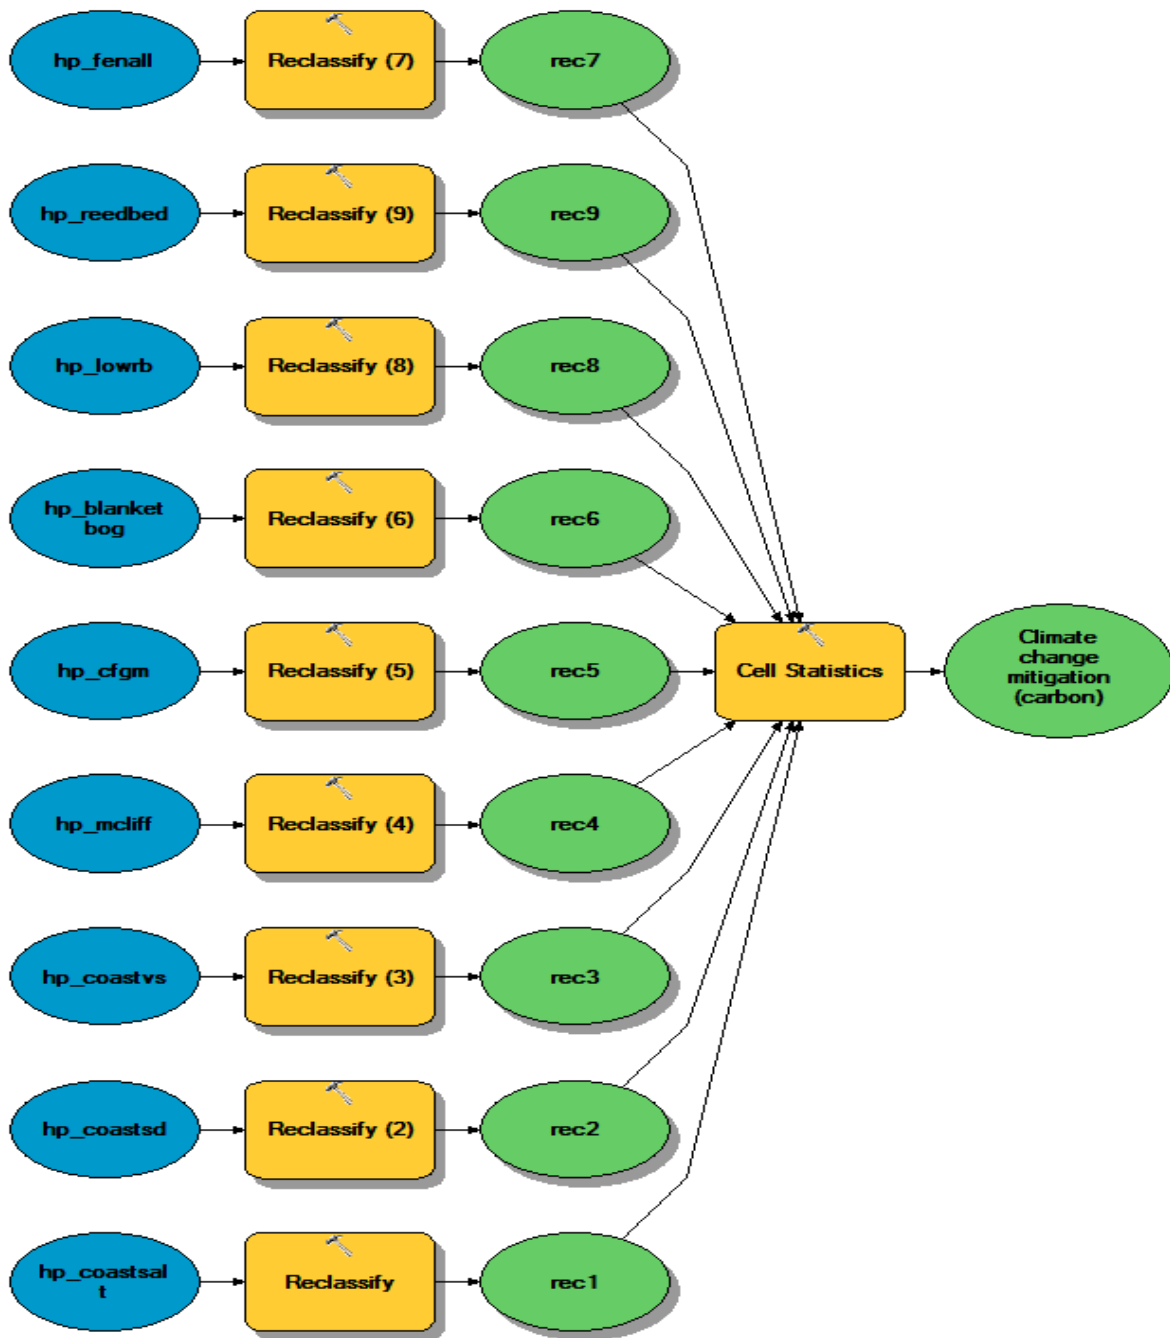 hp_fenall
Reclassify (7)
rec7
hp_reedbed
Reclassify (9)
rec9
hp_lowrb
Reclassify (8)
rec8
hp_blanket
bog
Reclassify (6)
rec6
hp_cfgm
Reclassify (5)
rec5
Cell Statistics
Climate
change
mitigation
(carbon)
hp_mcliff
Reclassify (4)
rec4
hp_coastvs
Reclassify (3)
rec3
hp_coastsd
Reclassify (2)
rec2
hp_coastsal
t
Reclassify
rec1